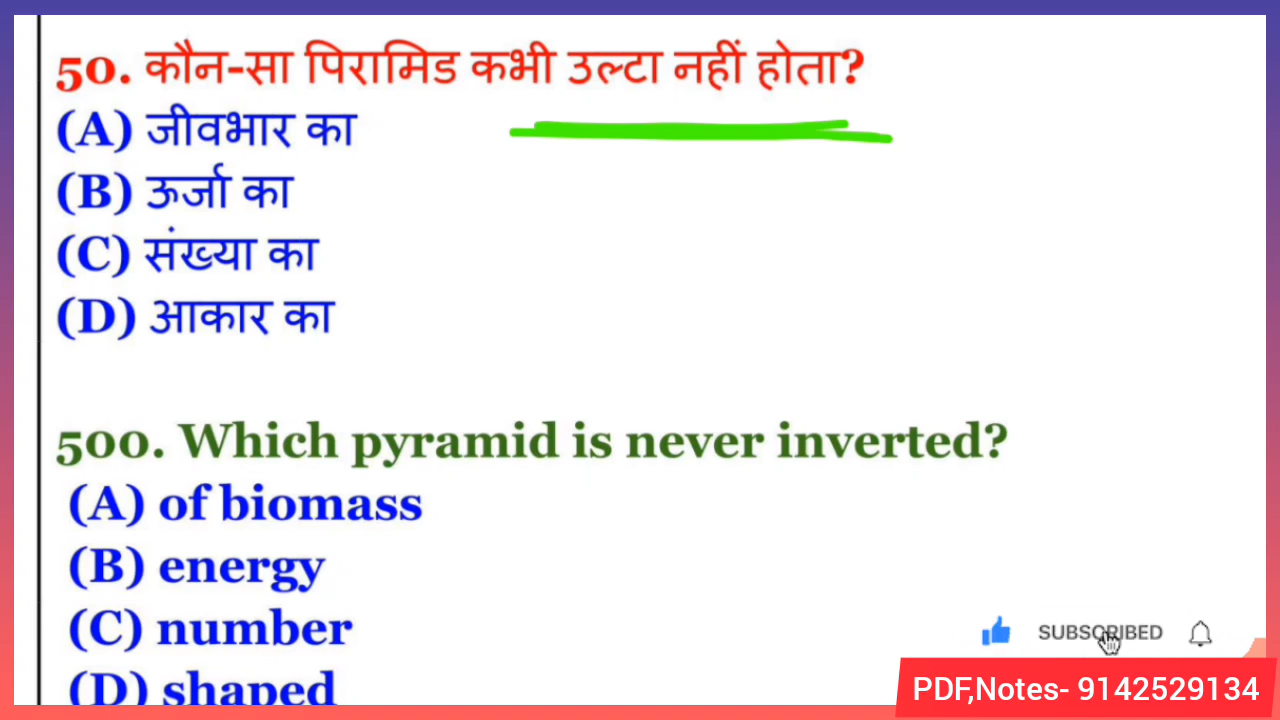 50. कौन-सा पिरामिड कभी उल्टा नहीं होता?
(A) जीवभार का
(B) ऊर्जा का
(C) संख्या का
(D) आकार का
500. Which pyramid is never inverted?
(A) of biomass
(B) energy
(C) number
(D) shaped
SUBSCRIBED
PDF,Notes- 9142529134